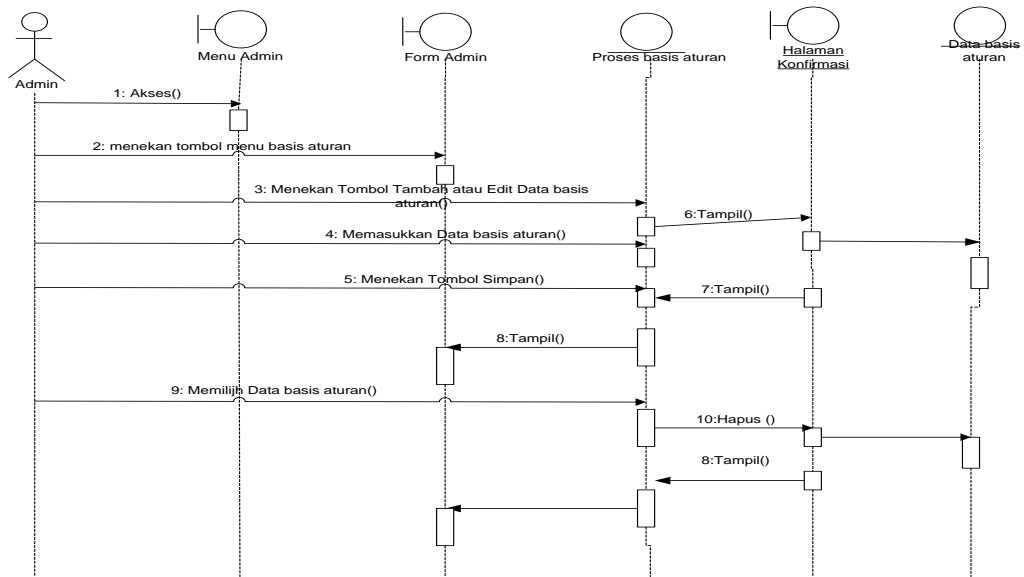 Admin
Menu Admin
Form Admin
Proses basis aturan
Halaman
Konfirmasi
Data basis
aturan
1: Akses()
2: menekan tombol menu basis aturan
3: Menekan Tombol Tambah atau Edit Data basis
aturan()
6:Tampil()
4: Memasukkan Data basis aturan()
5: Menekan Tombol Simpan()
7:Tampil()
8:Tampil()
9: Memilijh Data basis aturan()
10:Hapus ()
8:Tampil()